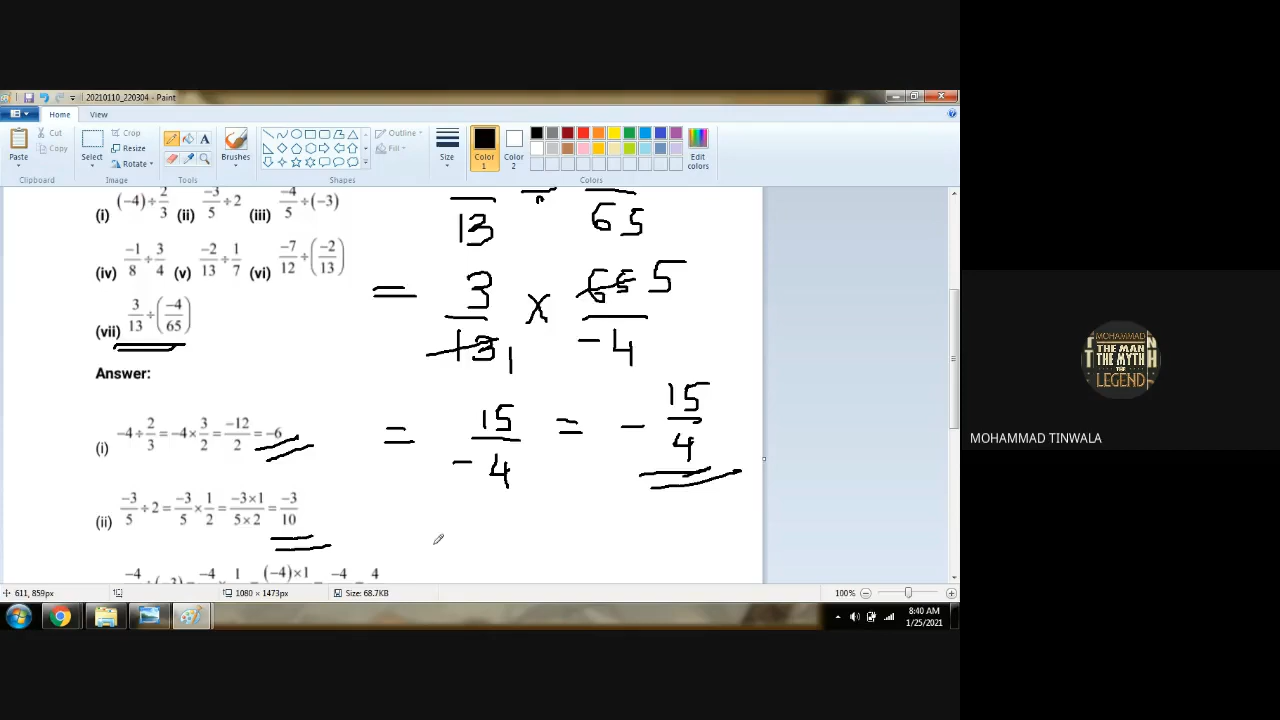 20210110_220304 - Paint
Home View
Paste Cut Copy Select Crop Resize Rotate Brushes Outline Fill Size Color 1 Color 2 Edit colors
Clipboard Image Tools Shapes Colors
(i) (−4) ÷ 2/3 (ii) −3/5 ÷ 2 (iii) −4/5 ÷ (−3)
(iv) −1/8 ÷ 3/4 (v) −2/13 ÷ 1/7 (vi) −7/12 ÷ (−2/13)
(vii) 3/13 ÷ (−4/65)
Answer:
(i) −4 ÷ 2/3 = −4 × 3/2 = −12/2 = −6
(ii) −3/5 ÷ 2 = −3/5 × 1/2 = −3×1/5×2 = −3/10
13 65
= 3/13 1 × 65 5/−4
= 15/−4 = −15/4
611, 859px 1080 × 1473px Size: 68.7KB 100%
8:40 AM
1/25/2021
MOHAMMAD
THE MAN
THE MYTH
THE
LEGEND
MOHAMMAD TINWALA